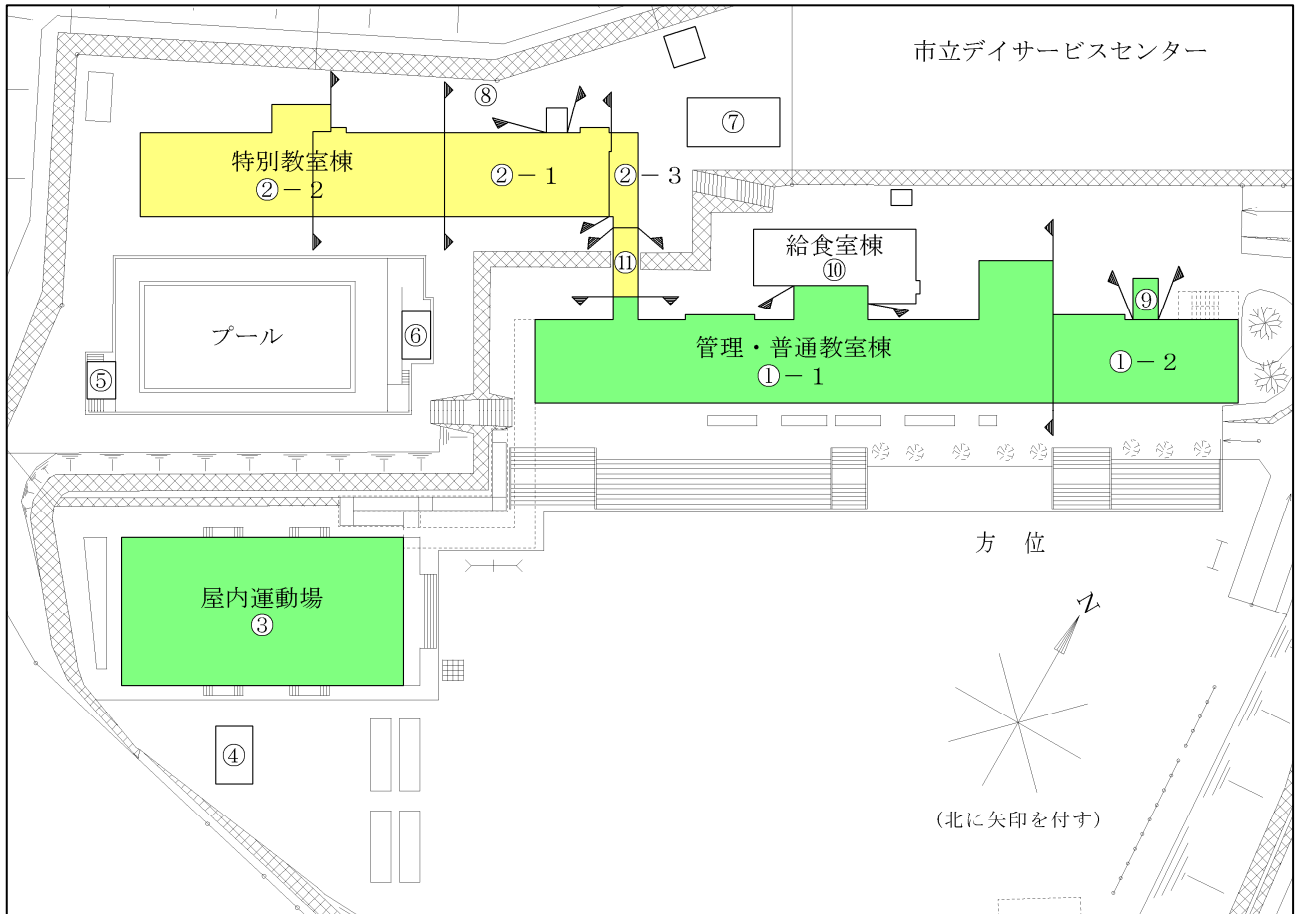 市立デイサービスセンター
⑧
⑦
特別教室棟
②－2
②－1
②－3
給食室棟
⑩
⑪
⑨
プール
⑥
⑤
管理・普通教室棟
①－1
①－2
方 位
N
屋内運動場
③
④
(北に矢印を付す)